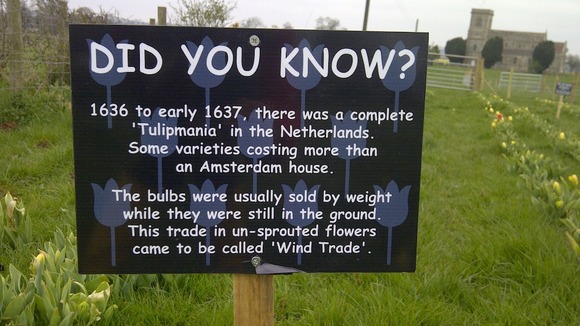 DID YOU KNOW?
1636 to early 1637, there was a complete
'Tulipmania' in the Netherlands.
Some varieties costing more than
an Amsterdam house.
The bulbs were usually sold by weight
while they were still in the ground.
This trade in un-sprouted flowers
came to be called 'Wind Trade'.